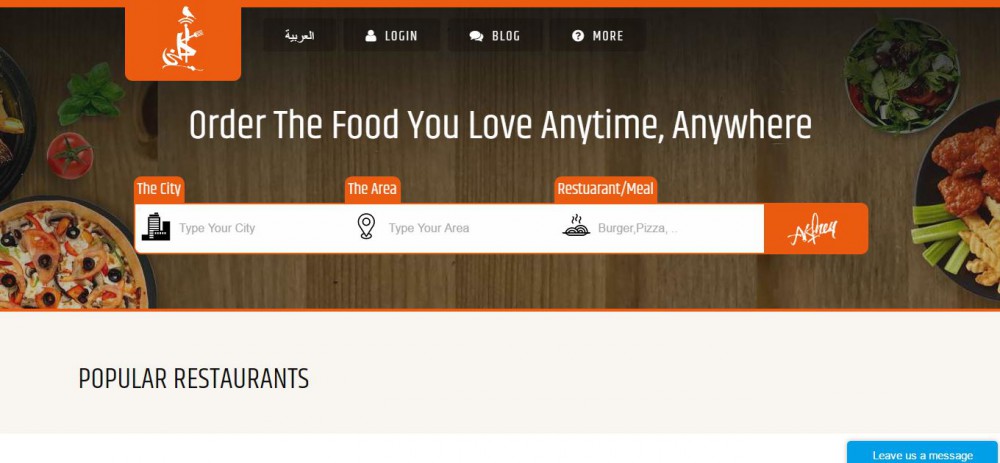 العربية
LOGIN
BLOG
MORE
Order The Food You Love Anytime, Anywhere
The City
The Area
Restuarant/Meal
Type Your City
Type Your Area
Burger,Pizza, ..
POPULAR RESTAURANTS
Leave us a message